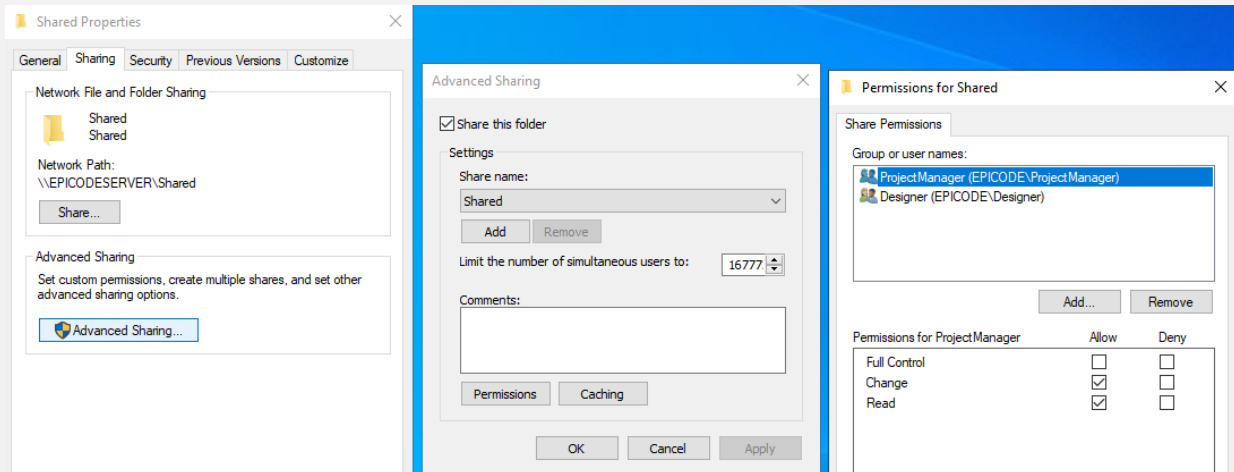 Shared Properties
General Sharing Security Previous Versions Customize
Network File and Folder Sharing
Shared
Shared
Network Path:
\\EPICODESERVER\Shared
Share...
Advanced Sharing
Set custom permissions, create multiple shares, and set other
advanced sharing options.
Advanced Sharing...
Advanced Sharing
Share this folder
Settings
Share name:
Shared
Add Remove
Limit the number of simultaneous users to: 16777
Comments:
Permissions Caching
OK Cancel Apply
Permissions for Shared
Share Permissions
Group or user names:
ProjectManager (EPICODE\ProjectManager)
Designer (EPICODE\Designer)
Add... Remove
Permissions for ProjectManager Allow Deny
Full Control
Change
Read